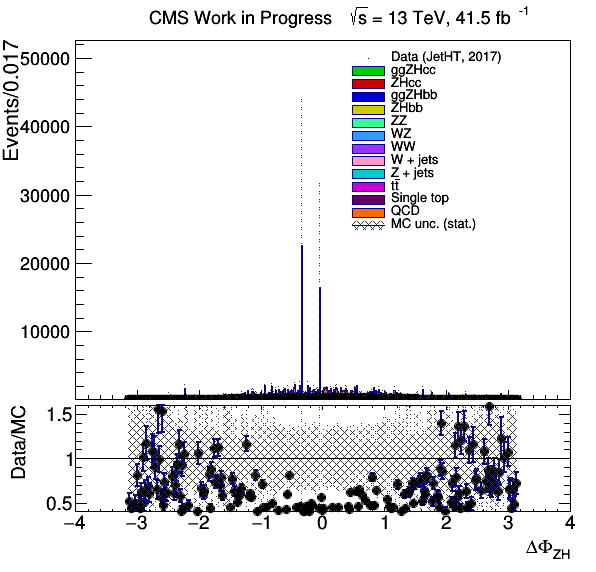 CMS Work in Progress √s = 13 TeV, 41.5 fb⁻¹
Events/0.017
50000
40000
30000
20000
10000
Data (JetHT, 2017)
ggZHcc
ZHcc
ggZHbb
ZHbb
ZZ
WZ
WW
W + jets
Z + jets
tt̄
Single top
QCD
MC unc. (stat.)
Data/MC
1.5
1
0.5
−4 −3 −2 −1 0 1 2 3 4
ΔΦ_ZH